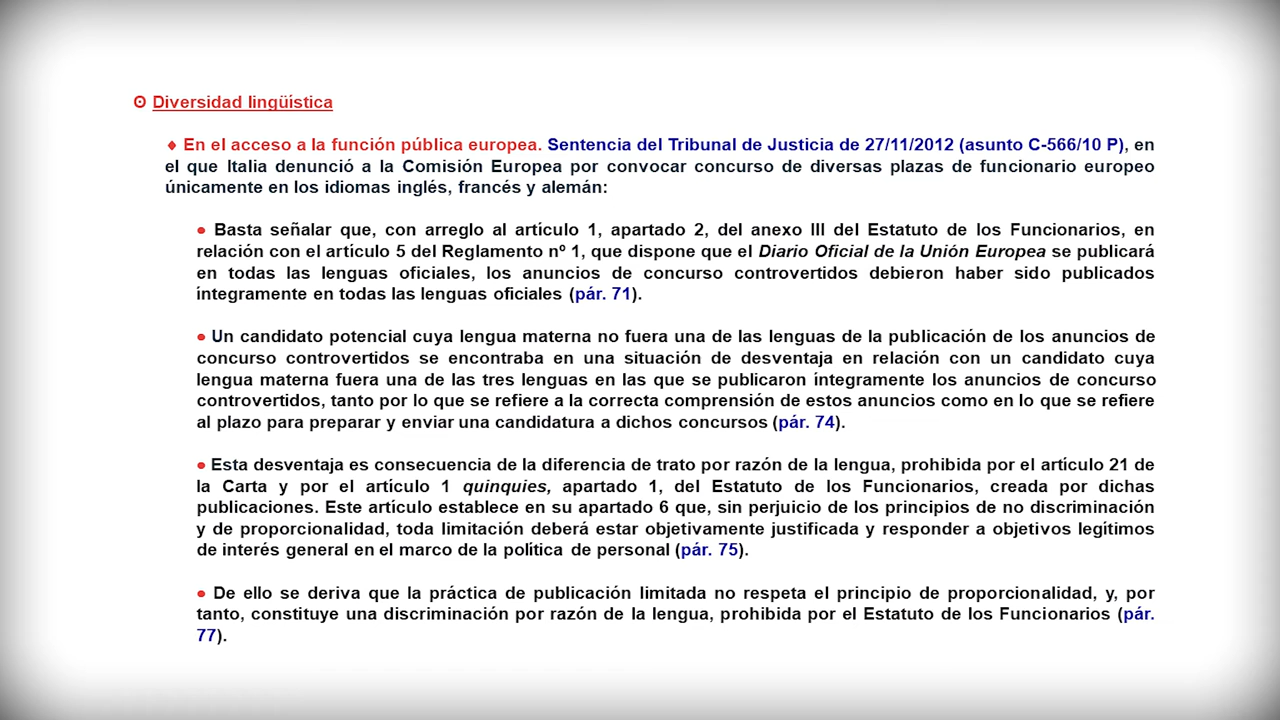 ʘ Diversidad lingüística
♦ En el acceso a la función pública europea. Sentencia del Tribunal de Justicia de 27/11/2012 (asunto C-566/10 P), en
el que Italia denunció a la Comisión Europea por convocar concurso de diversas plazas de funcionario europeo
únicamente en los idiomas inglés, francés y alemán:
● Basta señalar que, con arreglo al artículo 1, apartado 2, del anexo III del Estatuto de los Funcionarios, en
relación con el artículo 5 del Reglamento nº 1, que dispone que el Diario Oficial de la Unión Europea se publicará
en todas las lenguas oficiales, los anuncios de concurso controvertidos debieron haber sido publicados
íntegramente en todas las lenguas oficiales (pár. 71).
● Un candidato potencial cuya lengua materna no fuera una de las lenguas de la publicación de los anuncios de
concurso controvertidos se encontraba en una situación de desventaja en relación con un candidato cuya
lengua materna fuera una de las tres lenguas en las que se publicaron íntegramente los anuncios de concurso
controvertidos, tanto por lo que se refiere a la correcta comprensión de estos anuncios como en lo que se refiere
al plazo para preparar y enviar una candidatura a dichos concursos (pár. 74).
● Esta desventaja es consecuencia de la diferencia de trato por razón de la lengua, prohibida por el artículo 21 de
la Carta y por el artículo 1 quinquies, apartado 1, del Estatuto de los Funcionarios, creada por dichas
publicaciones. Este artículo establece en su apartado 6 que, sin perjuicio de los principios de no discriminación
y de proporcionalidad, toda limitación deberá estar objetivamente justificada y responder a objetivos legítimos
de interés general en el marco de la política de personal (pár. 75).
● De ello se deriva que la práctica de publicación limitada no respeta el principio de proporcionalidad, y, por
tanto, constituye una discriminación por razón de la lengua, prohibida por el Estatuto de los Funcionarios (pár.
77).